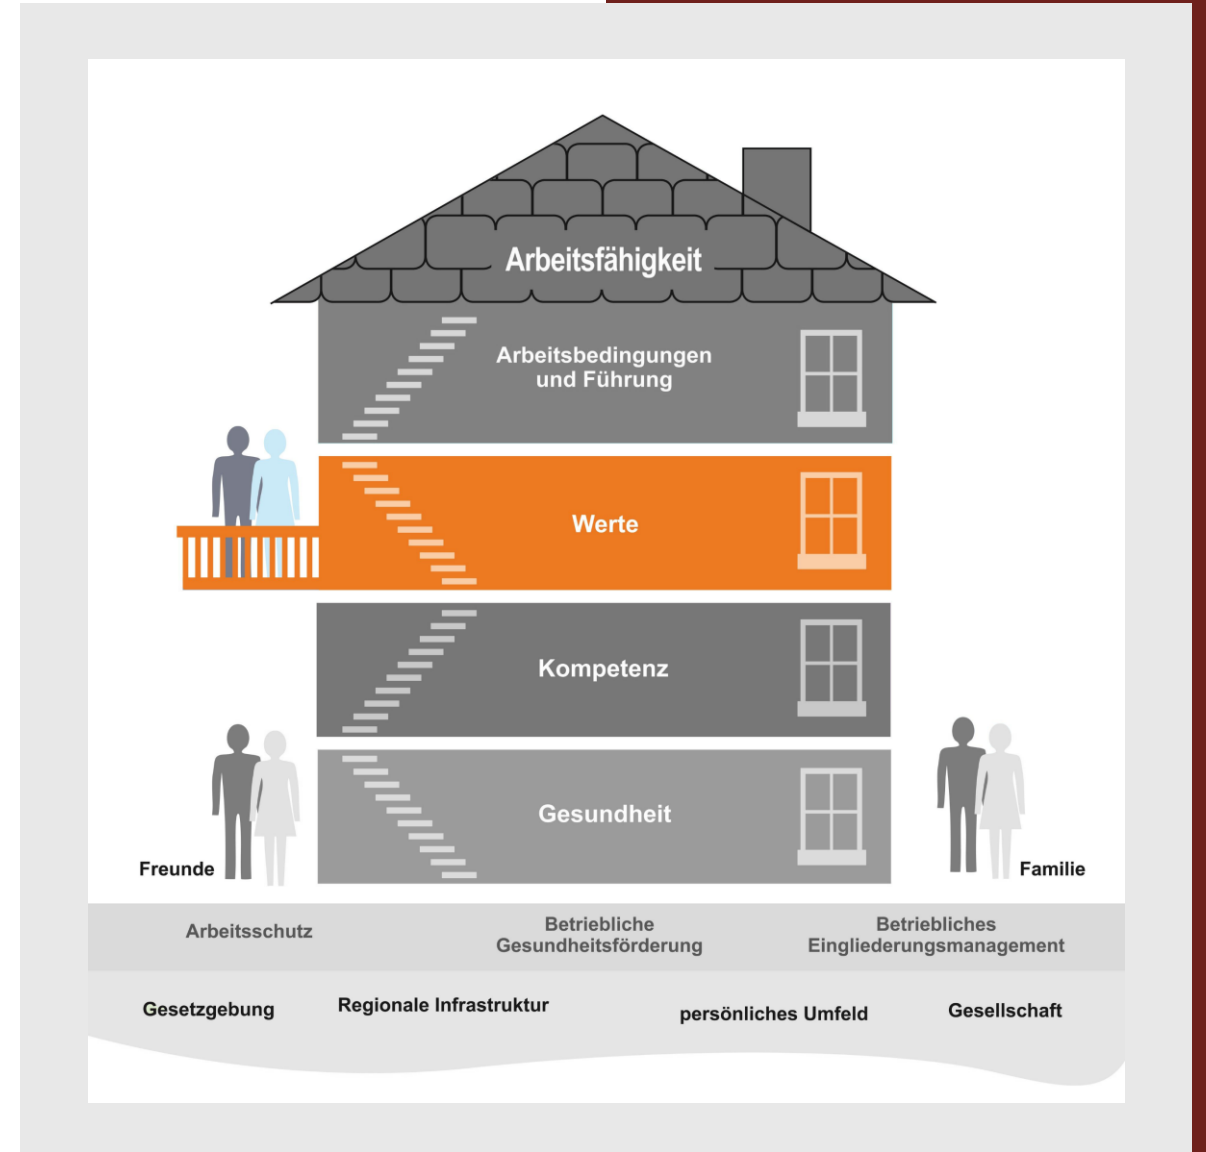 Arbeitsfähigkeit
Arbeitsbedingungen
und Führung
Werte
Kompetenz
Gesundheit
Freunde
Familie
Arbeitsschutz
Betriebliche
Gesundheitsförderung
Betriebliches
Eingliederungsmanagement
Gesetzgebung
Regionale Infrastruktur
persönliches Umfeld
Gesellschaft